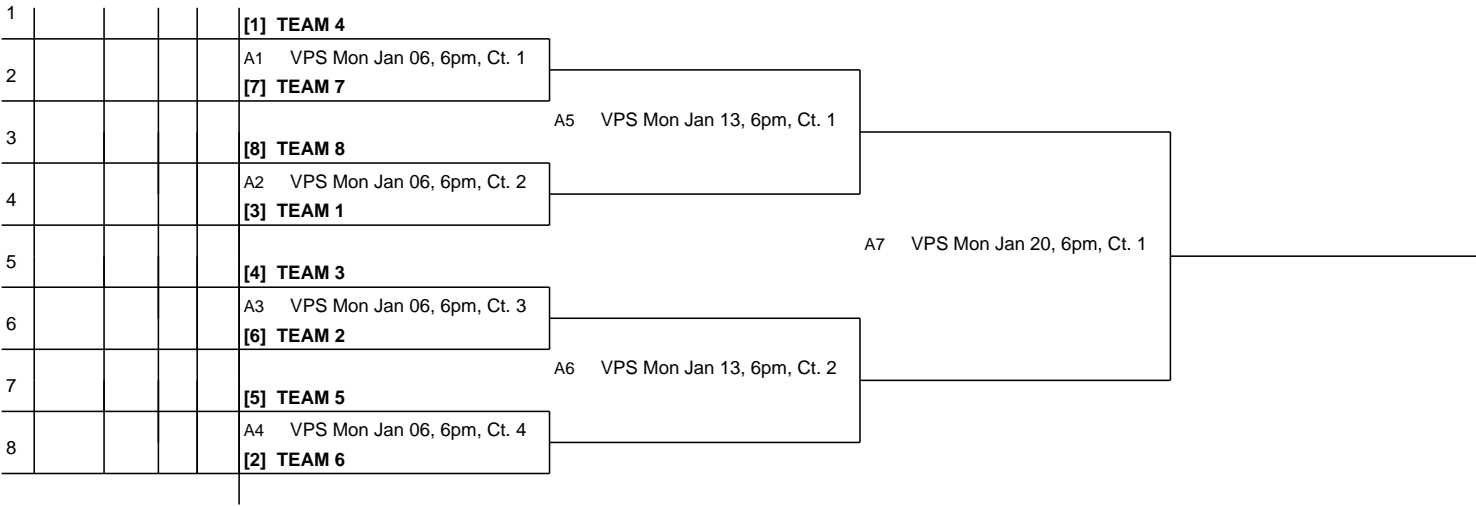 1
[1] TEAM 4
A1 VPS Mon Jan 06, 6pm, Ct. 1
2
[7] TEAM 7
A5 VPS Mon Jan 13, 6pm, Ct. 1
3
[8] TEAM 8
A2 VPS Mon Jan 06, 6pm, Ct. 2
4
[3] TEAM 1
A7 VPS Mon Jan 20, 6pm, Ct. 1
5
[4] TEAM 3
A3 VPS Mon Jan 06, 6pm, Ct. 3
6
[6] TEAM 2
A6 VPS Mon Jan 13, 6pm, Ct. 2
7
[5] TEAM 5
A4 VPS Mon Jan 06, 6pm, Ct. 4
8
[2] TEAM 6